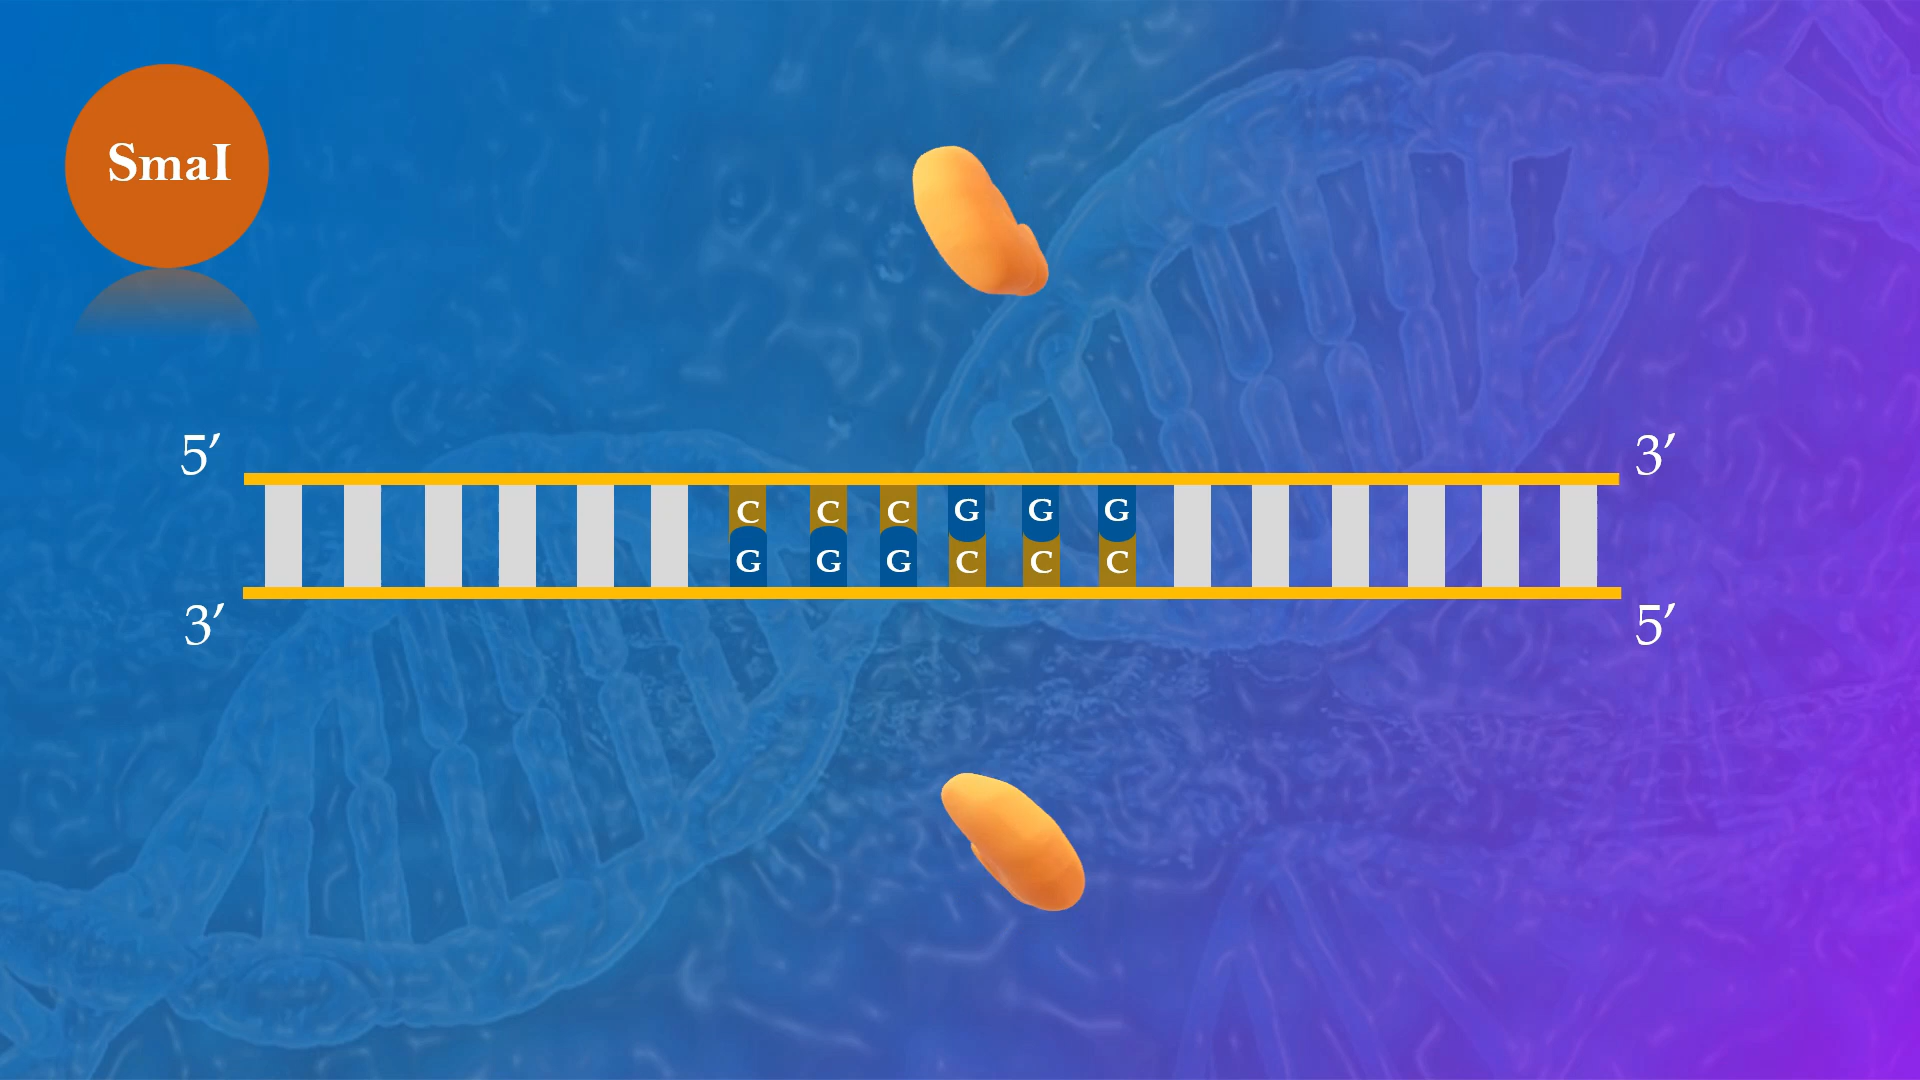 SmaI
5′ 3′
C C C G G G
G G G C C C
3′ 5′